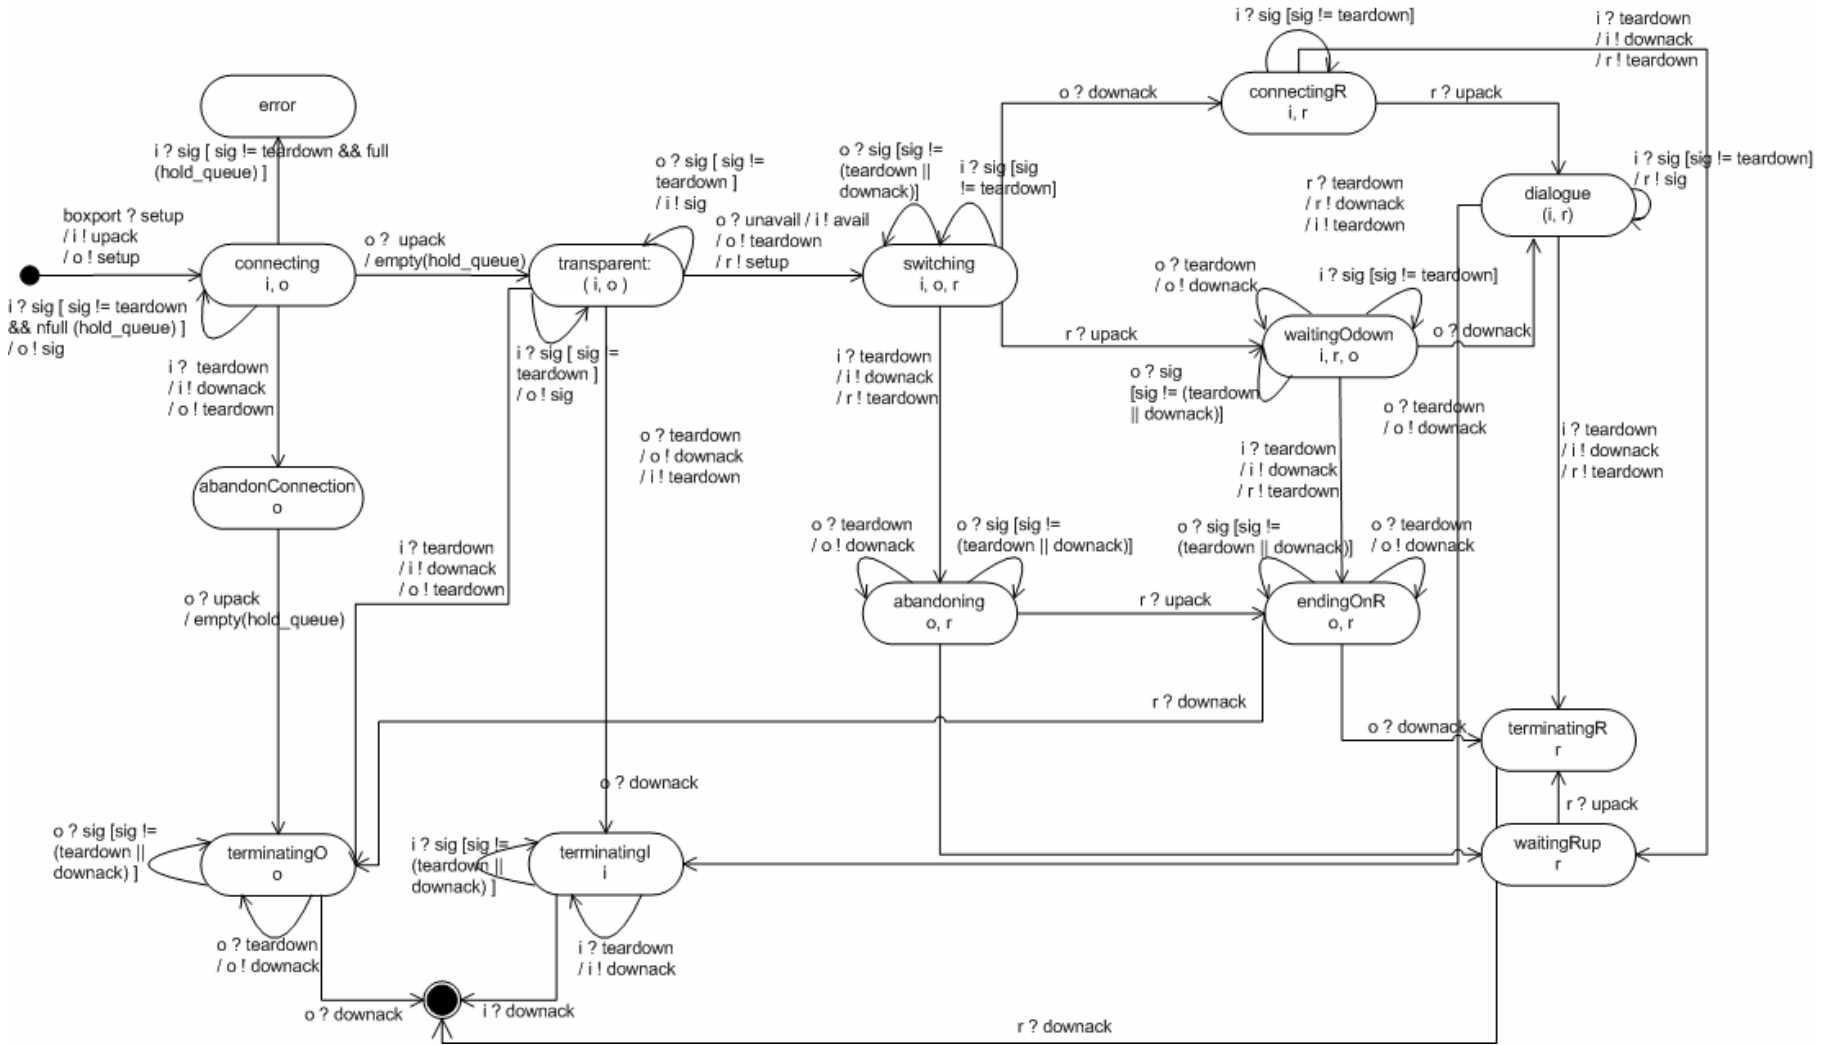 i ? sig [sig != teardown]
i ? teardown
/ i ! downack
/ r ! teardown
error
o ? downack
connectingR
i, r
r ? upack
i ? sig [ sig != teardown && full
(hold_queue) ]
o ? sig [ sig !=
teardown ]
/ i ! sig
o ? sig [sig !=
(teardown ||
downack)]
i ? sig [sig
!= teardown]
r ? teardown
/ r ! downack
/ i ! teardown
dialogue
(i, r)
i ? sig [sig != teardown]
/ r ! sig
boxport ? setup
/ i ! upack
/ o ! setup
connecting
i, o
o ?  upack
/ empty(hold_queue)
transparent:
( i, o )
o ? unavail / i ! avail
/ o ! teardown
/ r ! setup
switching
i, o, r
o ? teardown
/ o ! downack
i ? sig [sig != teardown]
i ? sig [ sig != teardown
&& nfull (hold_queue) ]
/ o ! sig
r ? upack
waitingOdown
i, r, o
o ? downack
i ?  teardown
/ i ! downack
/ o ! teardown
i ? sig [ sig !=
teardown ]
/ o ! sig
i ? teardown
/ i ! downack
/ r ! teardown
o ? sig
[sig != (teardown
|| downack)]
o ? teardown
/ o ! downack
o ? teardown
/ o ! downack
/ i ! teardown
i ? teardown
/ i ! downack
/ r ! teardown
i ? teardown
/ i ! downack
/ r ! teardown
abandonConnection
o
o ? teardown
/ o ! downack
o ? sig [sig !=
(teardown || downack)]
o ? sig [sig !=
(teardown || downack)]
o ? teardown
/ o ! downack
i ? teardown
/ i ! downack
/ o ! teardown
o ? upack
/ empty(hold_queue)
abandoning
o, r
r ? upack
endingOnR
o, r
r ? downack
o ? downack
terminatingR
r
o ? downack
r ? upack
o ? sig [sig !=
(teardown ||
downack) ]
terminatingO
o
i ? sig [sig !=
(teardown ||
downack) ]
terminatingI
i
waitingRup
r
o ? teardown
/ o ! downack
i ? teardown
/ i ! downack
o ? downack
i ? downack
r ? downack